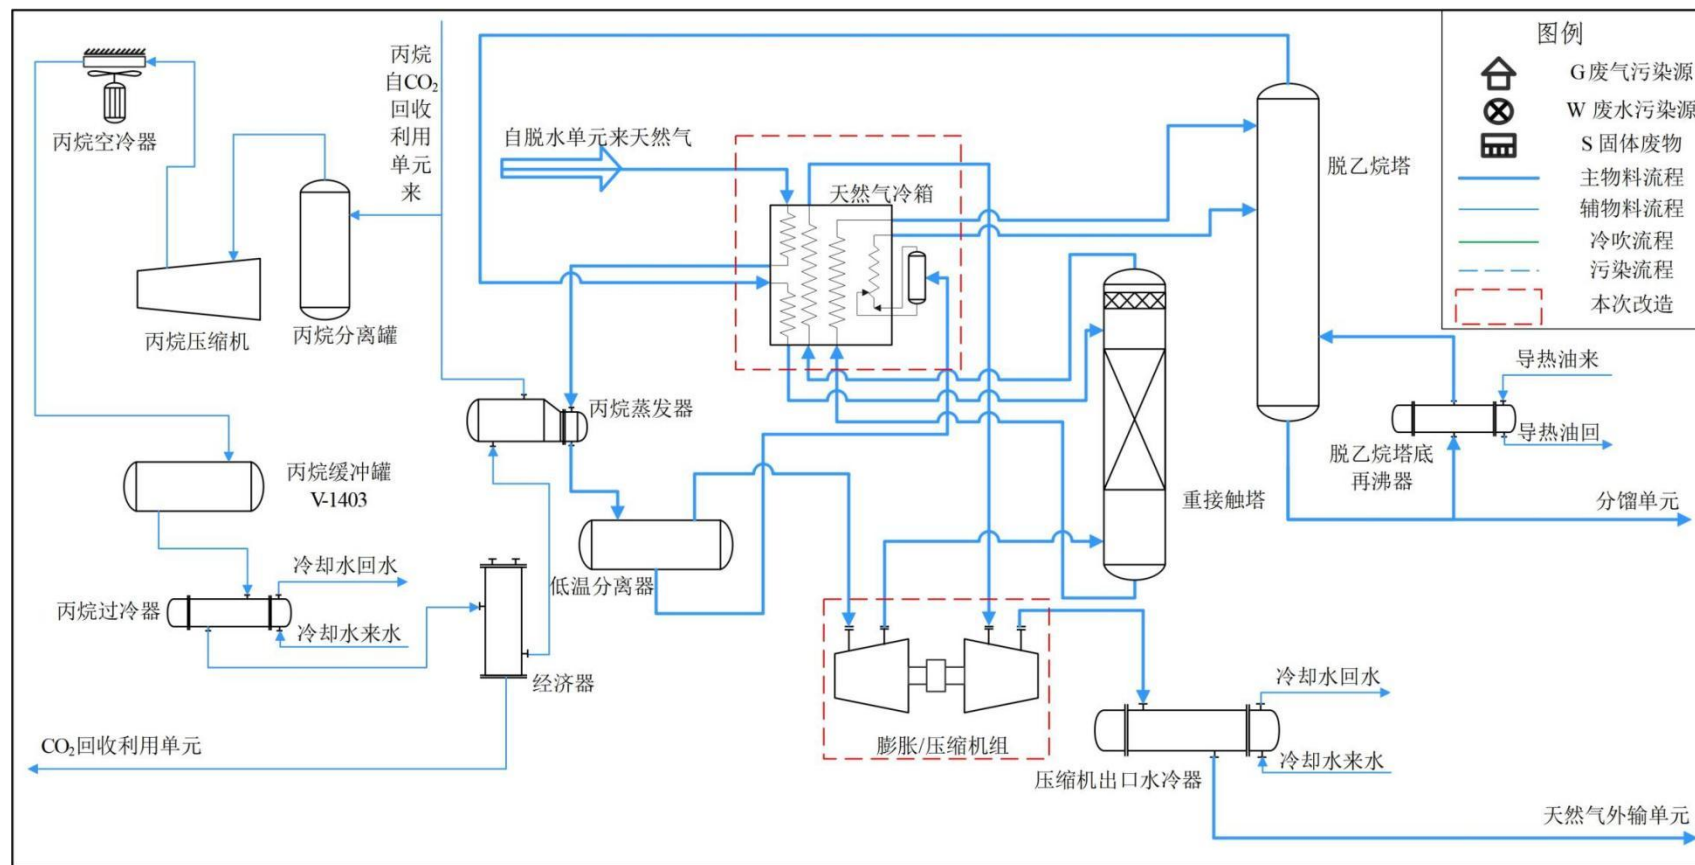 丙烷空冷器
丙烷
自CO₂
回收
利用
单元
来
丙烷压缩机
丙烷分离罐
自脱水单元来天然气
天然气冷箱
脱乙烷塔
图例
G废气污染源
W 废水污染源
S固体废物
主物料流程
辅物料流程
冷吹流程
污染流程
本次改造
丙烷蒸发器
导热油来
导热油回
脱乙烷塔底
再沸器
丙烷缓冲罐
V-1403
重接触塔
分馏单元
冷却水回水
丙烷过冷器
冷却水来水
低温分离器
经济器
CO₂回收利用单元
膨胀/压缩机组
冷却水回水
冷却水来水
压缩机出口水冷器
天然气外输单元